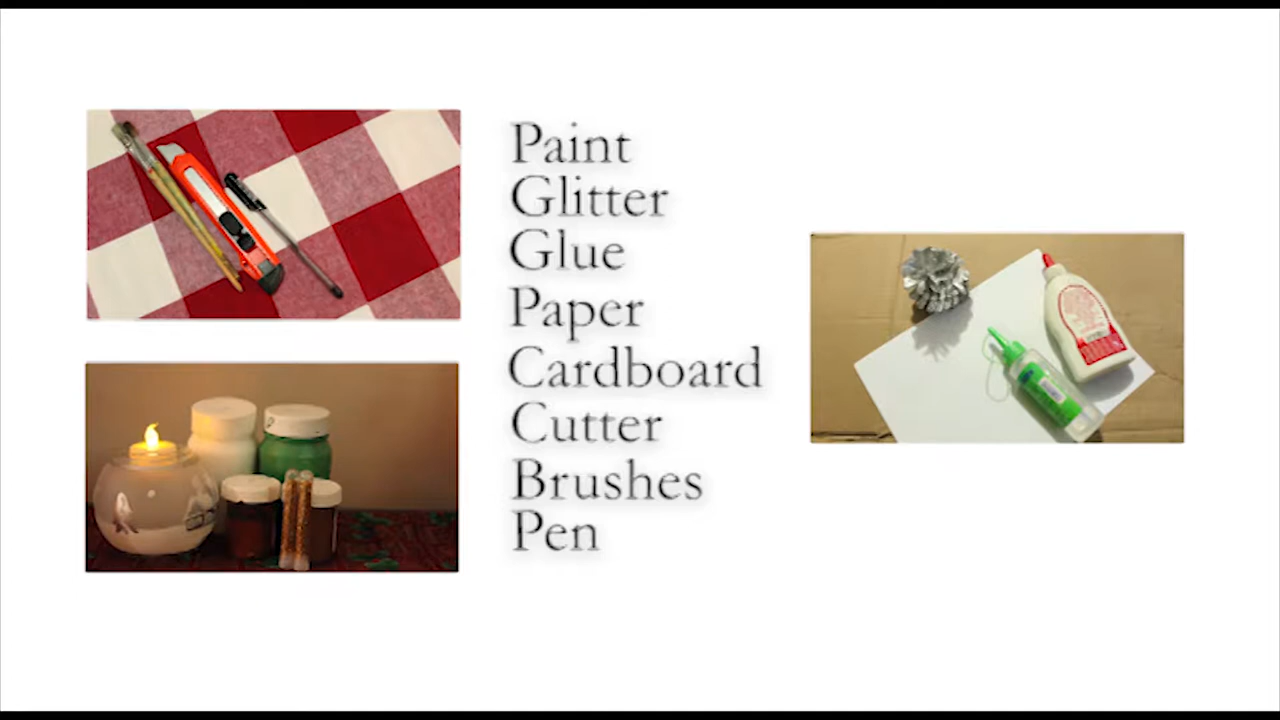 Paint
Glitter
Glue
Paper
Cardboard
Cutter
Brushes
Pen